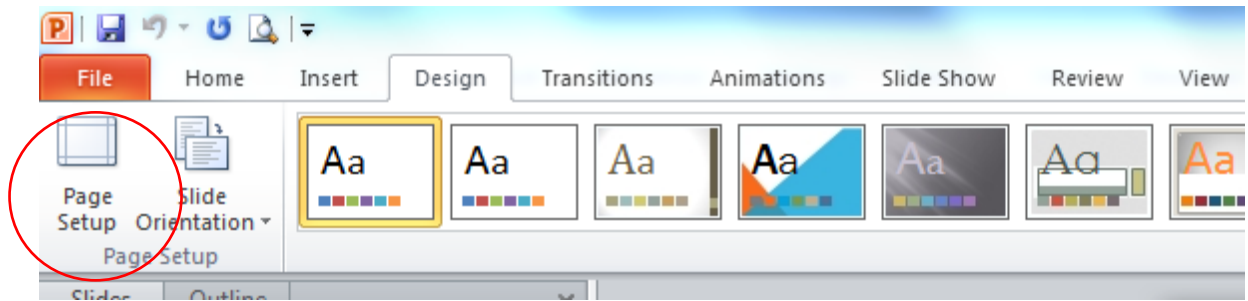 P
File Home Insert Design Transitions Animations Slide Show Review View
Aa Aa Aa Aa Aa Aa Aa
Page Slide
Setup Orientation
Page Setup
Slides Outline